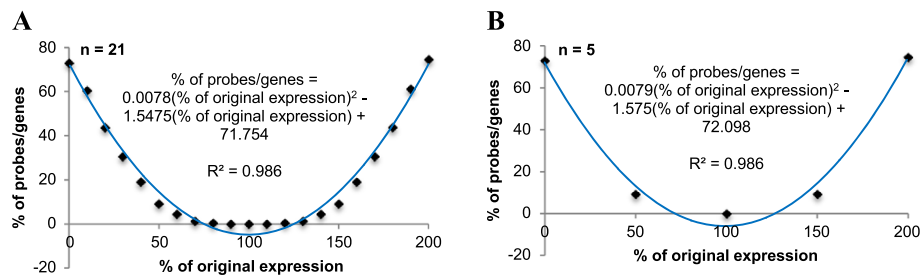 A
n = 21
% of probes/genes =
0.0078(% of original expression)² -
1.5475(% of original expression) +
71.754
R² = 0.986
% of probes/genes
80
60
40
20
0
-20
0
50
100
150
200
% of original expression
B
n = 5
% of probes/genes =
0.0079(% of original expression)² -
1.575(% of original expression) +
72.098
R² = 0.986
% of probes/genes
80
60
40
20
0
-20
0
50
100
150
200
% of original expression